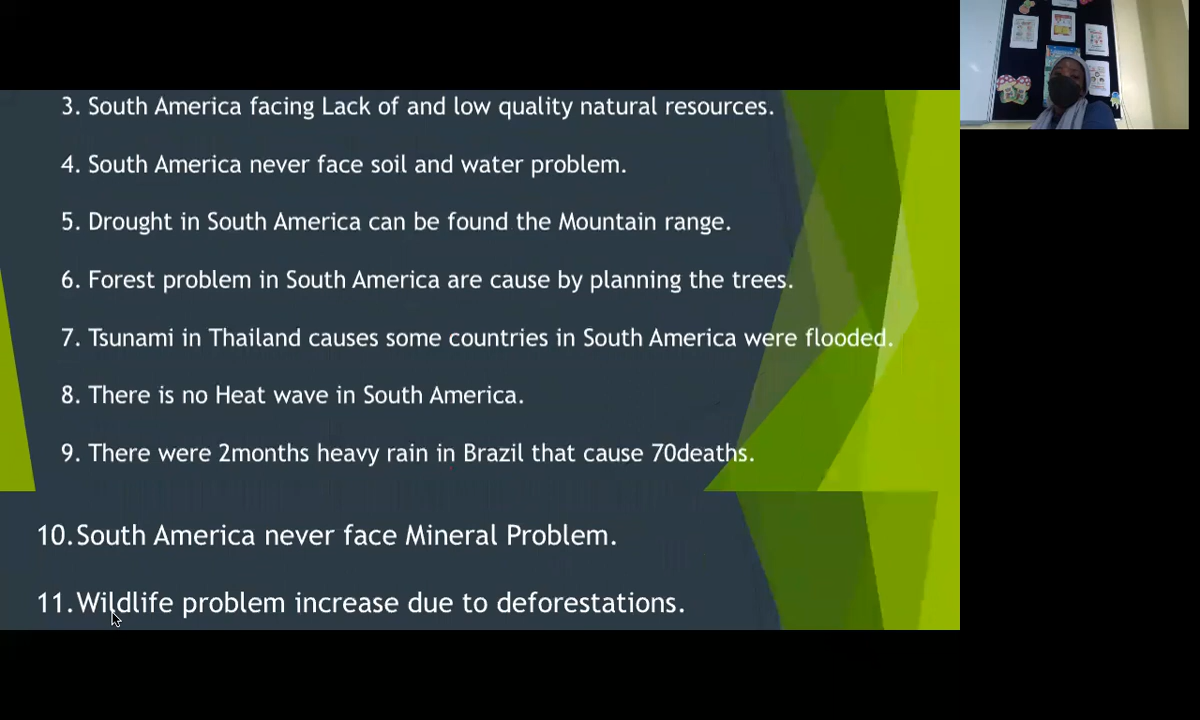 3. South America facing Lack of and low quality natural resources.
4. South America never face soil and water problem.
5. Drought in South America can be found the Mountain range.
6. Forest problem in South America are cause by planning the trees.
7. Tsunami in Thailand causes some countries in South America were flooded.
8. There is no Heat wave in South America.
9. There were 2months heavy rain in Brazil that cause 70deaths.
10. South America never face Mineral Problem.
11. Wildlife problem increase due to deforestations.